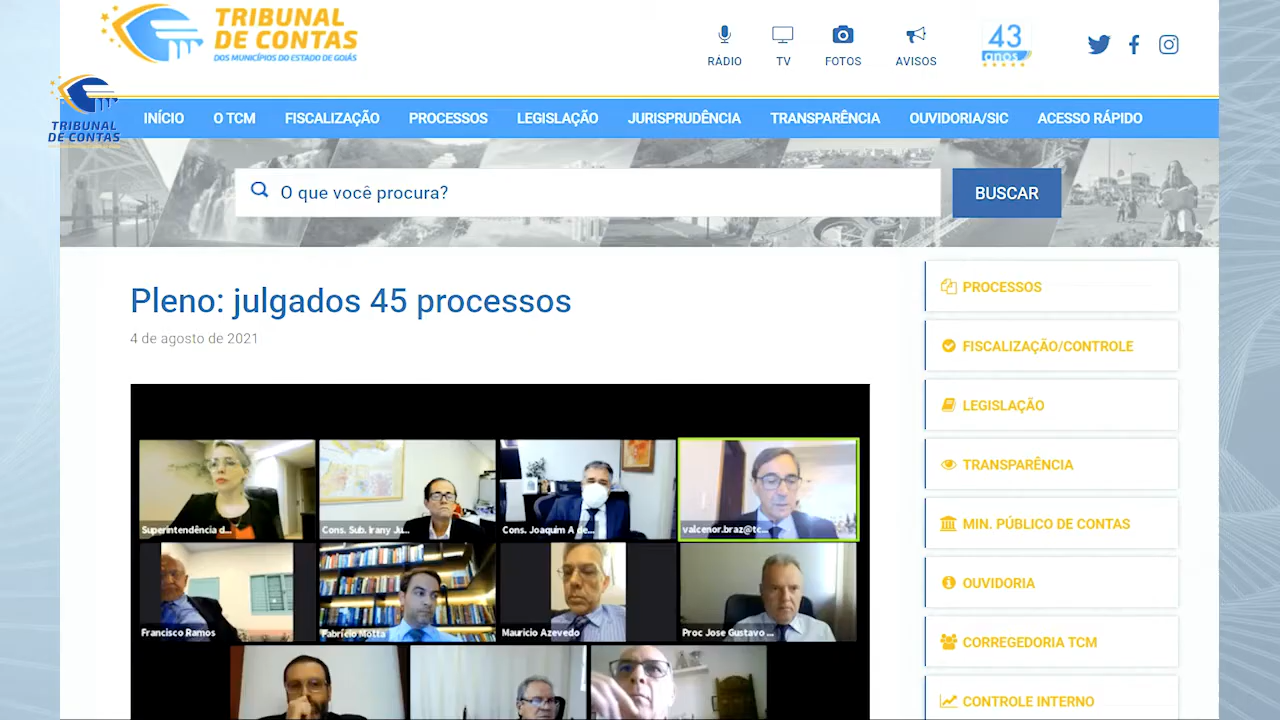 TRIBUNAL
DE CONTAS
DOS MUNICÍPIOS DO ESTADO DE GOIÁS
RÁDIO
TV
FOTOS
AVISOS
43
anos
TRIBUNAL
DE CONTAS
INÍCIO O TCM FISCALIZAÇÃO PROCESSOS LEGISLAÇÃO JURISPRUDÊNCIA TRANSPARÊNCIA OUVIDORIA/SIC ACESSO RÁPIDO
O que você procura?
BUSCAR
Pleno: julgados 45 processos
4 de agosto de 2021
Superintendência d...
Cons. Sub. Irany Ju...
Cons. Joaquim A de...
valcenor.braz@tc...
Francisco Ramos
Fabrício Motta
Mauricio Azevedo
Proc Jose Gustavo ...
PROCESSOS
FISCALIZAÇÃO/CONTROLE
LEGISLAÇÃO
TRANSPARÊNCIA
MIN. PÚBLICO DE CONTAS
OUVIDORIA
CORREGEDORIA TCM
CONTROLE INTERNO